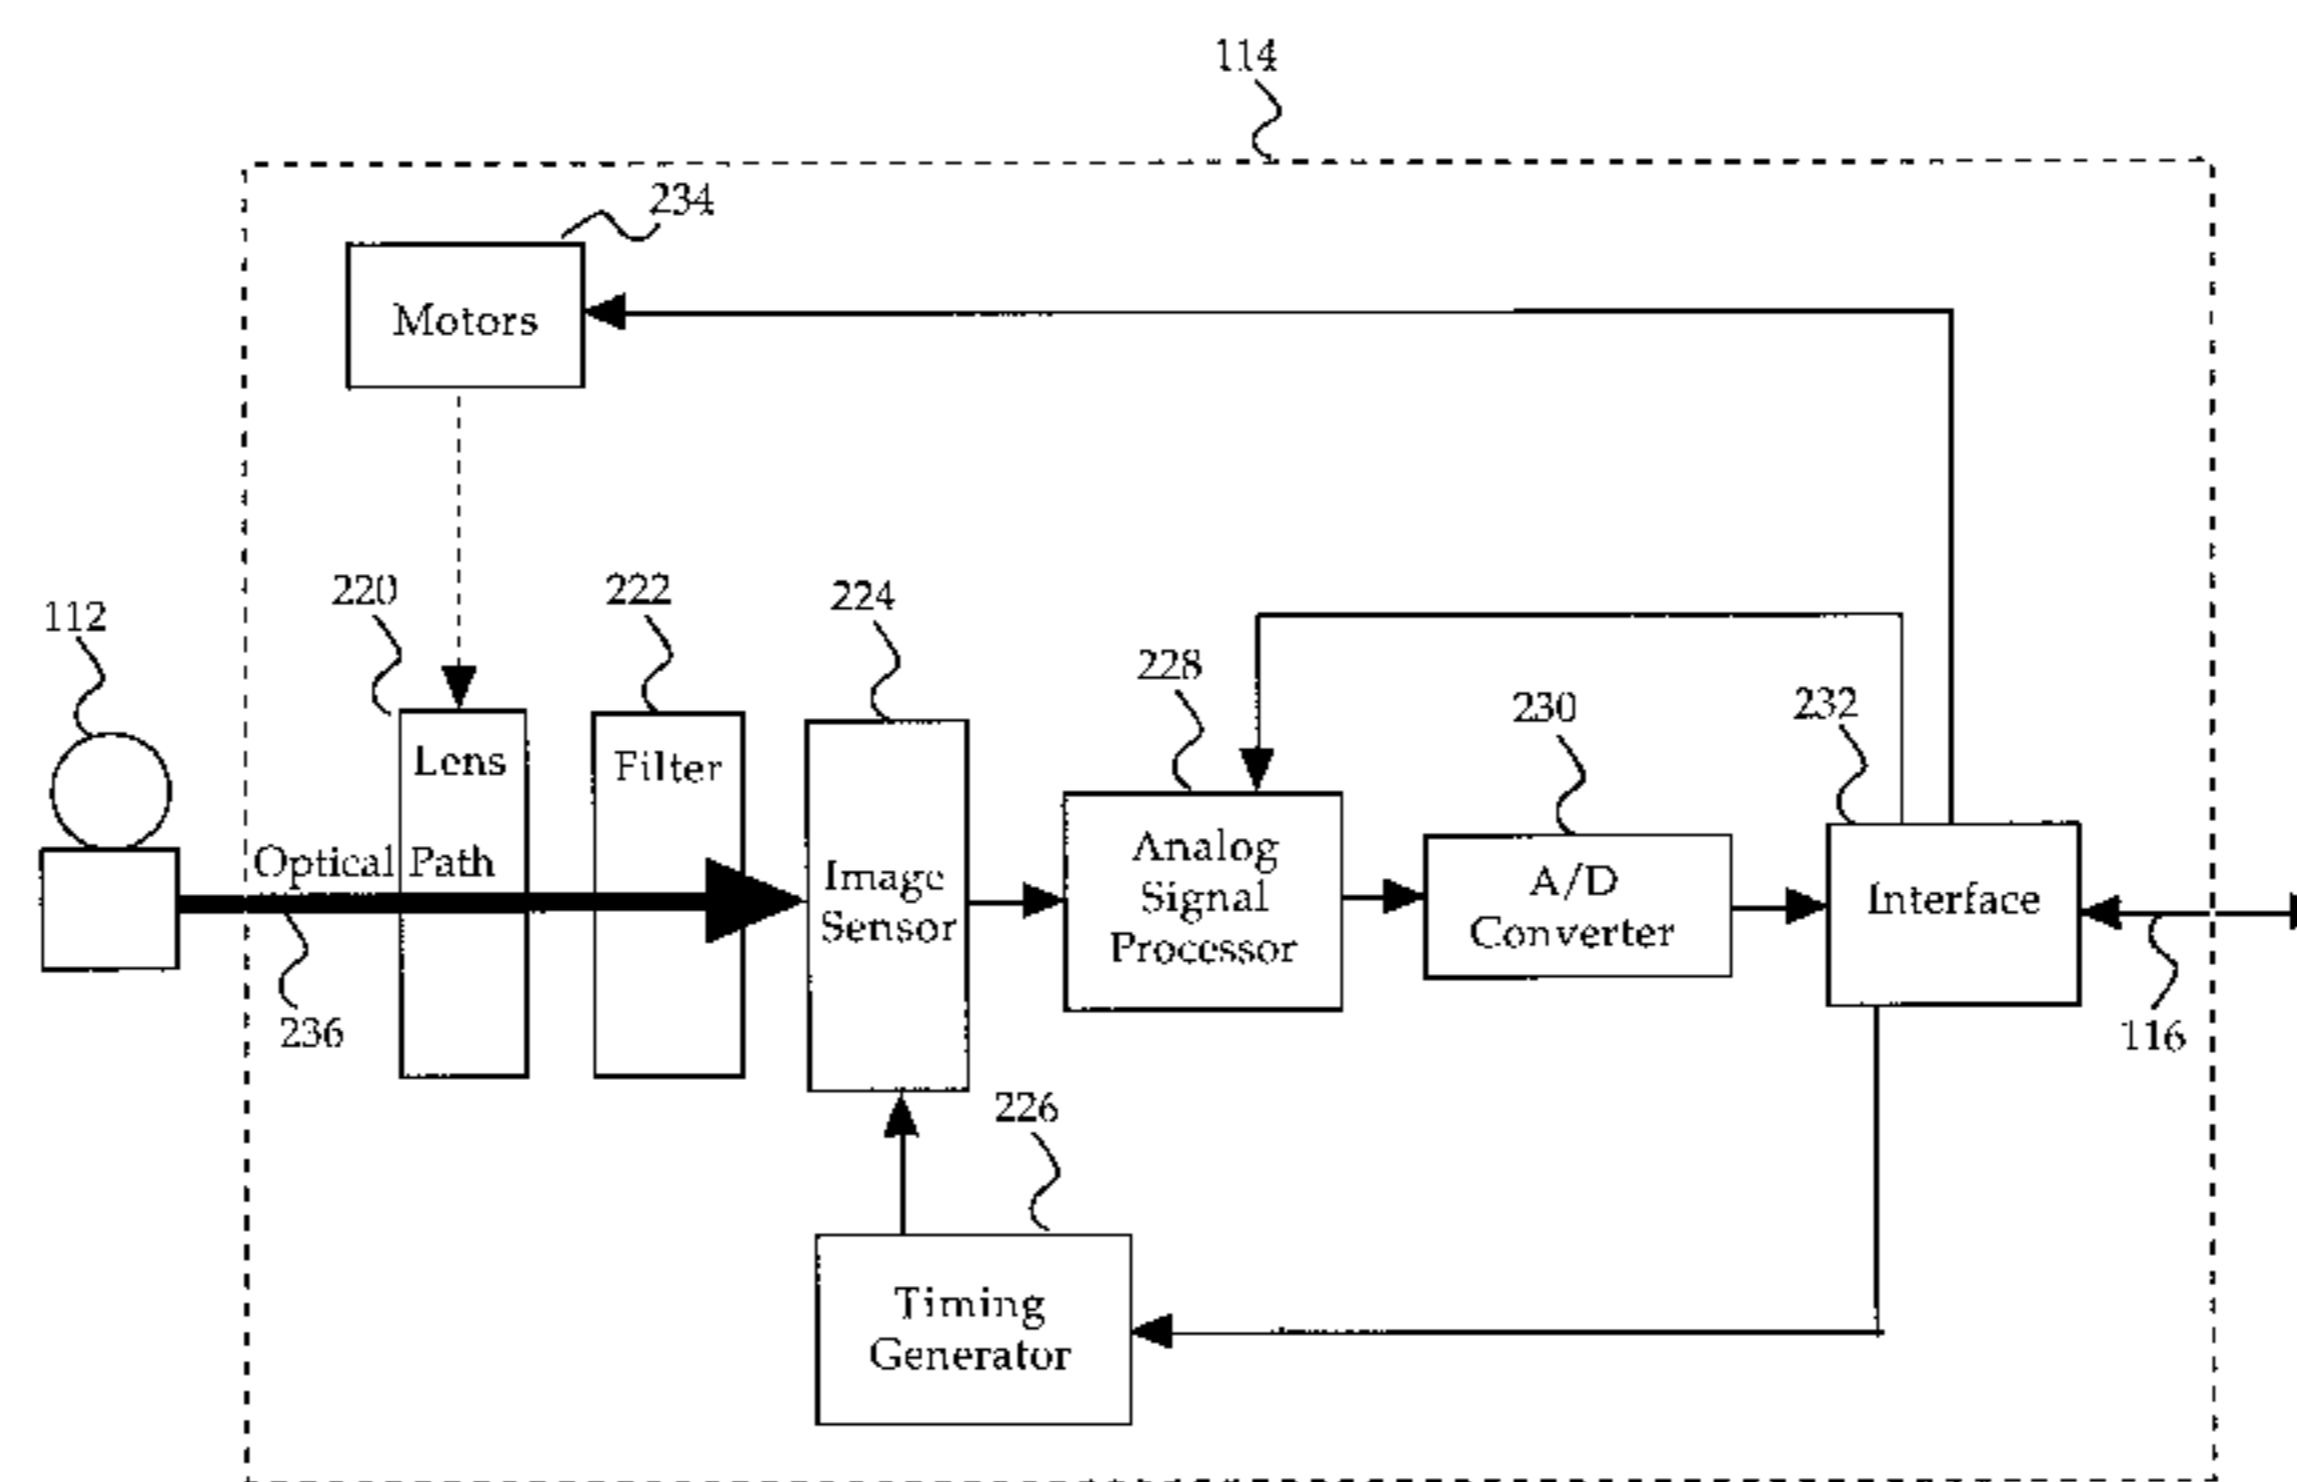 114
234
Motors
220
222
224
112
228
230
232
Lens
Filter
Optical Path
Image
Sensor
Analog
Signal
Processor
A/D
Converter
Interface
236
116
226
Timing
Generator